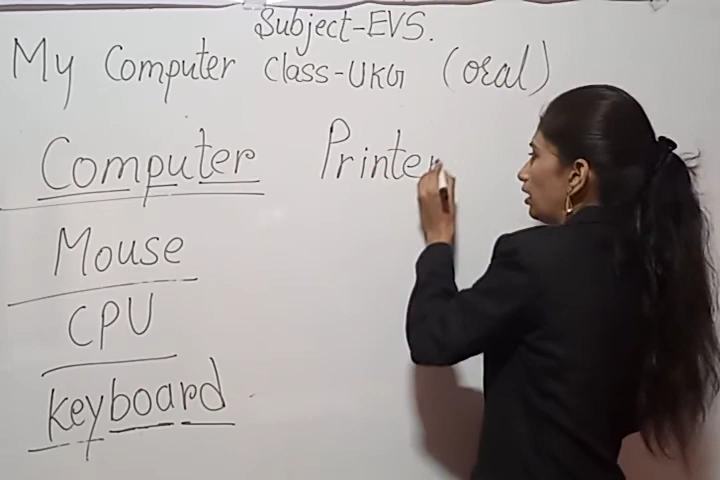 Subject-EVS.
My Computer Class-UKG (oral)
Computer
Printer
Mouse
CPU
keyboard